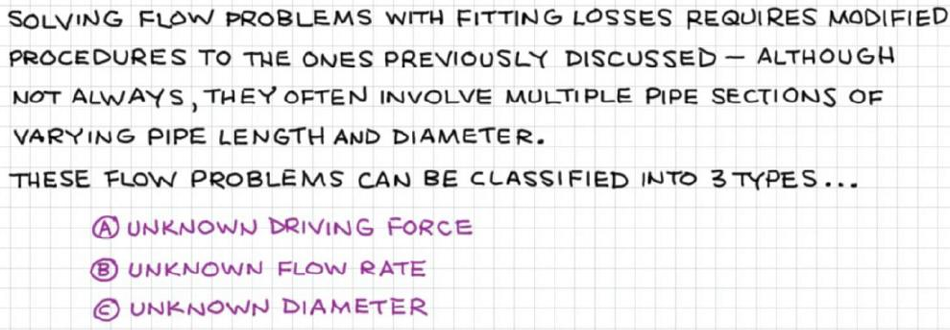 SOLVING FLOW PROBLEMS WITH FITTING LOSSES REQUIRES MODIFIED
PROCEDURES TO THE ONES PREVIOUSLY DISCUSSED — ALTHOUGH
NOT ALWAYS, THEY OFTEN INVOLVE MULTIPLE PIPE SECTIONS OF
VARYING PIPE LENGTH AND DIAMETER.
THESE FLOW PROBLEMS CAN BE CLASSIFIED INTO 3 TYPES...
Ⓐ UNKNOWN DRIVING FORCE
Ⓑ UNKNOWN FLOW RATE
Ⓒ UNKNOWN DIAMETER